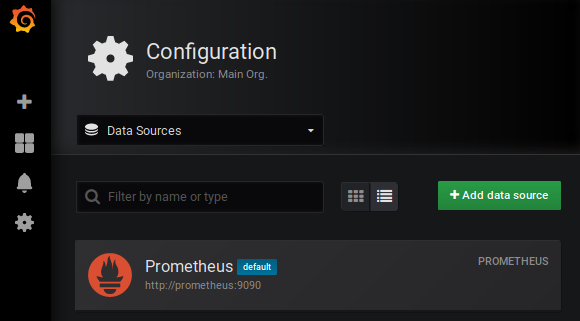 Configuration
Organization: Main Org.
Data Sources
Filter by name or type
Add data source
Prometheus default
PROMETHEUS
http://prometheus:9090